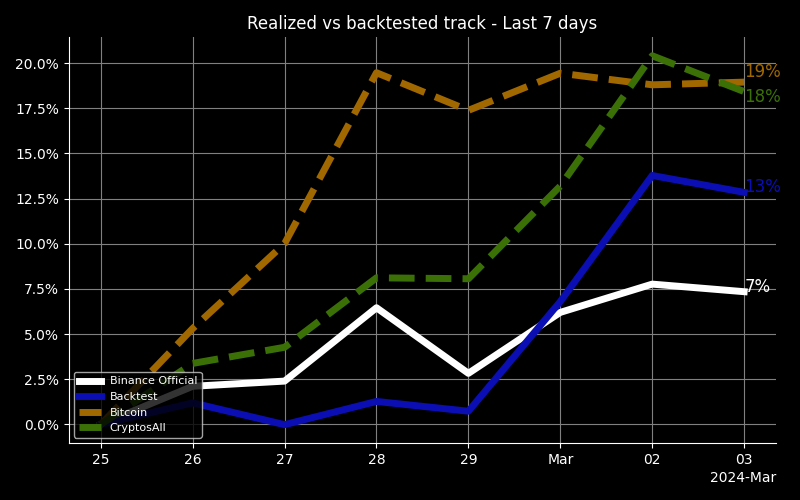 Realized vs backtested track - Last 7 days
20.0%
17.5%
15.0%
12.5%
10.0%
7.5%
5.0%
2.5%
0.0%
19%
18%
13%
7%
Binance Official
Backtest
Bitcoin
CryptosAll
25 26 27 28 29 Mar 02 03
2024-Mar